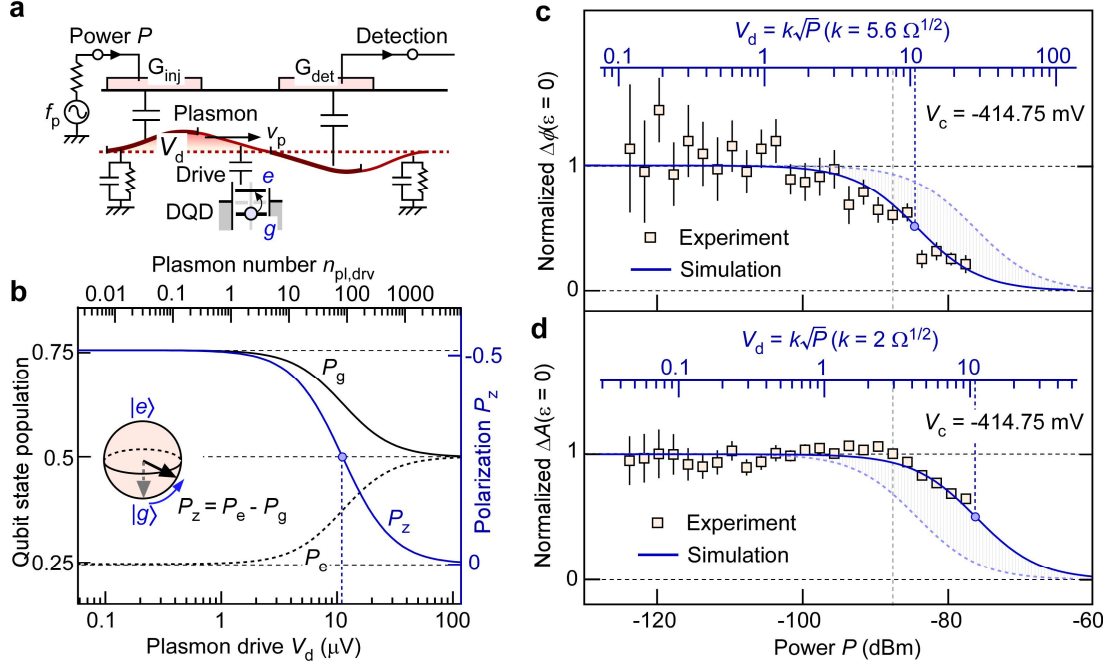 a
Power P
Detection
G_inj
G_det
f_p
Plasmon
v_p
V_d
Drive
e
DQD
g
b
Plasmon number n_pl,drv
0.01 0.1 1 10 100 1000
0.75
0.5
0.25
Qubit state population
-0.5
0
Polarization P_z
P_g
|e⟩
|g⟩
P_z = P_e - P_g
P_z
P_e
0.1 1 10 100
Plasmon drive V_d (μV)
c
V_d = k√P (k = 5.6 Ω^1/2)
0.1 1 10 100
V_c = -414.75 mV
Normalized Δϕ(ε = 0)
1
0
Experiment
Simulation
d
V_d = k√P (k = 2 Ω^1/2)
0.1 1 10
V_c = -414.75 mV
Normalized ΔA(ε = 0)
1
0
Experiment
Simulation
-120 -100 -80 -60
Power P (dBm)